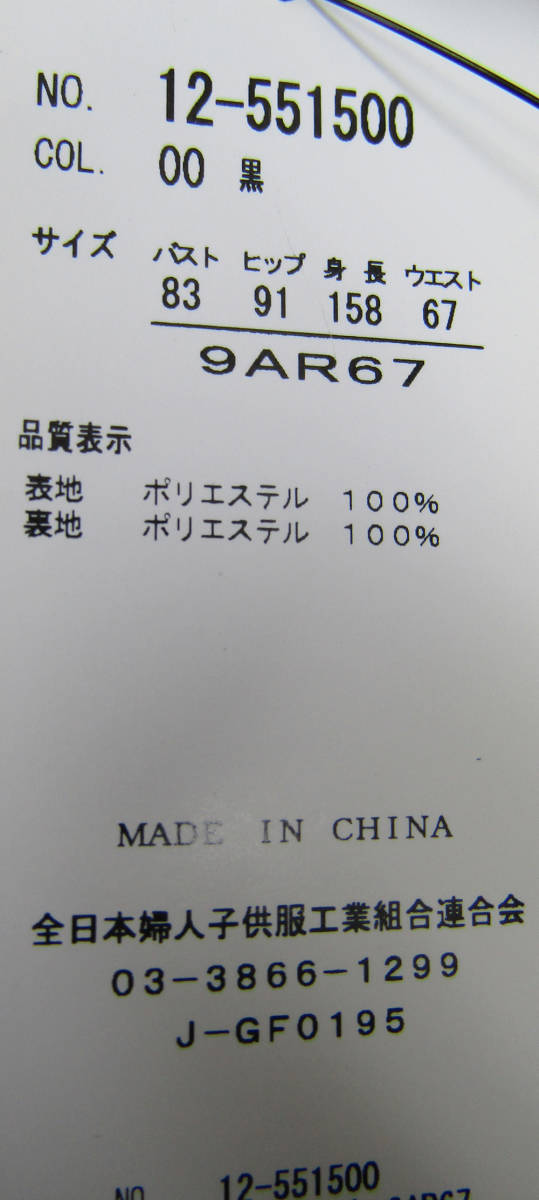 NO. 12-551500
COL. 00 黒
サイズ バスト ヒップ 身長 ウエスト
83 91 158 67
9AR67
品質表示
表地 ポリエステル 100%
裏地 ポリエステル 100%
MADE IN CHINA
全日本婦人子供服工業組合連合会
03-3866-1299
J-GF0195
NO. 12-551500
9AR67